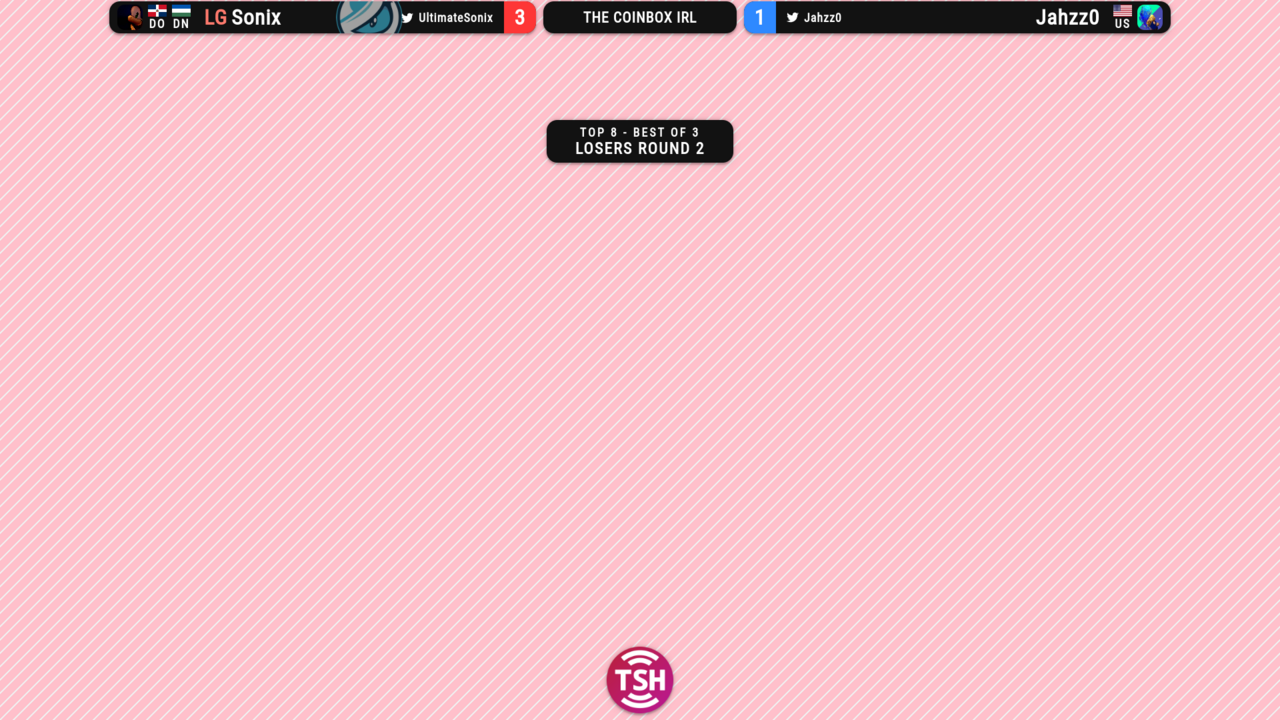 DO DN LG Sonix UltimateSonix 3
THE COINBOX IRL
1 Jahzz0 Jahzz0 US
TOP 8 - BEST OF 3
LOSERS ROUND 2
TSH